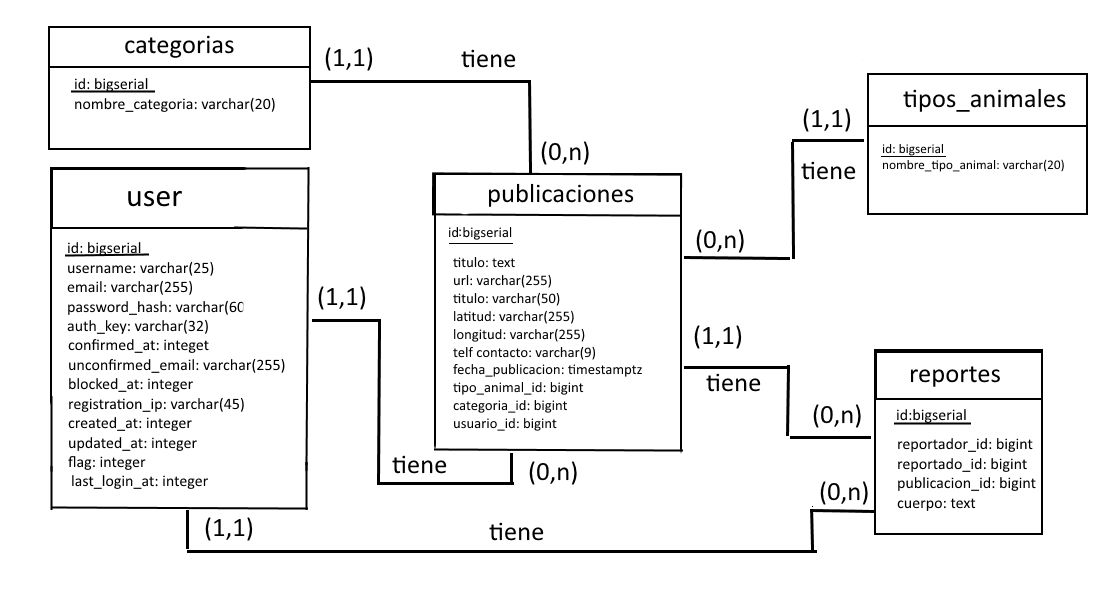 categorias
id: bigserial
nombre_categoria: varchar(20)
(1,1)
tiene
(0,n)
tipos_animales
id: bigserial
nombre_tipo_animal: varchar(20)
(1,1)
tiene
(0,n)
user
id: bigserial
username: varchar(25)
email: varchar(255)
password_hash: varchar(60
auth_key: varchar(32)
confirmed_at: integet
unconfirmed_email: varchar(255)
blocked_at: integer
registration_ip: varchar(45)
created_at: integer
updated_at: integer
flag: integer
last_login_at: integer
(1,1)
tiene
(0,n)
publicaciones
id:bigserial
titulo: text
url: varchar(255)
titulo: varchar(50)
latitud: varchar(255)
longitud: varchar(255)
telf contacto: varchar(9)
fecha_publicacion: timestamptz
tipo_animal_id: bigint
categoria_id: bigint
usuario_id: bigint
(1,1)
tiene
(0,n)
reportes
id:bigserial
reportador_id: bigint
reportado_id: bigint
publicacion_id: bigint
cuerpo: text
(0,n)
(1,1)
tiene